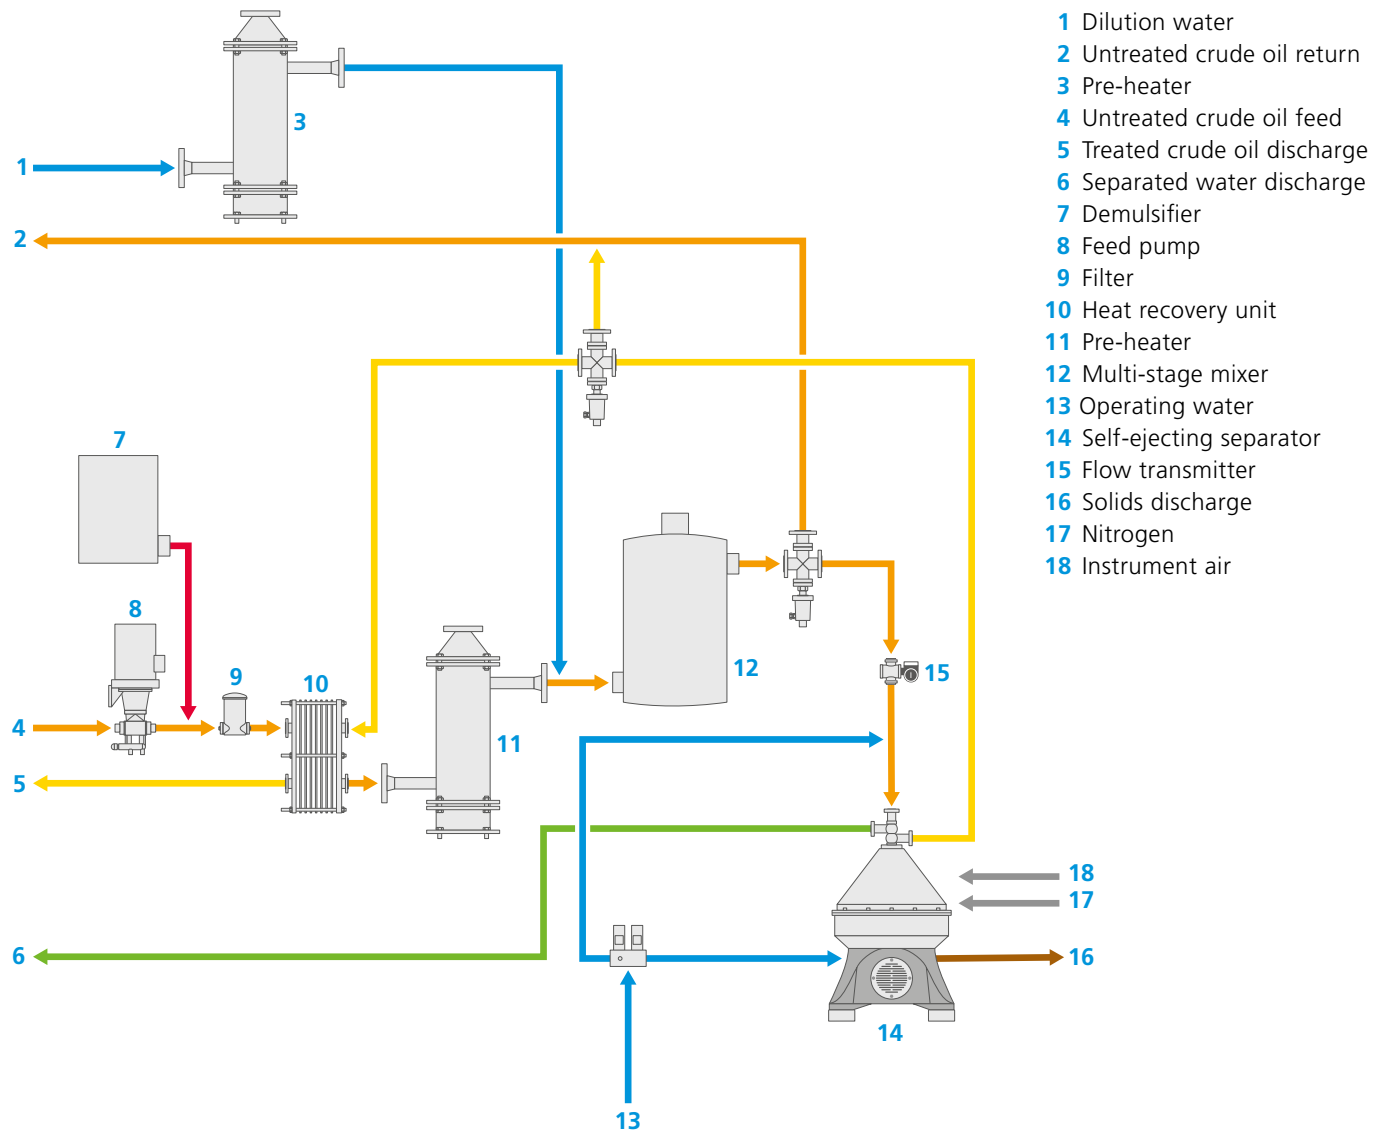 1 Dilution water
2 Untreated crude oil return
3 Pre-heater
4 Untreated crude oil feed
5 Treated crude oil discharge
6 Separated water discharge
7 Demulsifier
8 Feed pump
9 Filter
10 Heat recovery unit
11 Pre-heater
12 Multi-stage mixer
13 Operating water
14 Self-ejecting separator
15 Flow transmitter
16 Solids discharge
17 Nitrogen
18 Instrument air
3
1
2
7
8
9
10
12
15
4
11
5
18
17
6
16
14
13